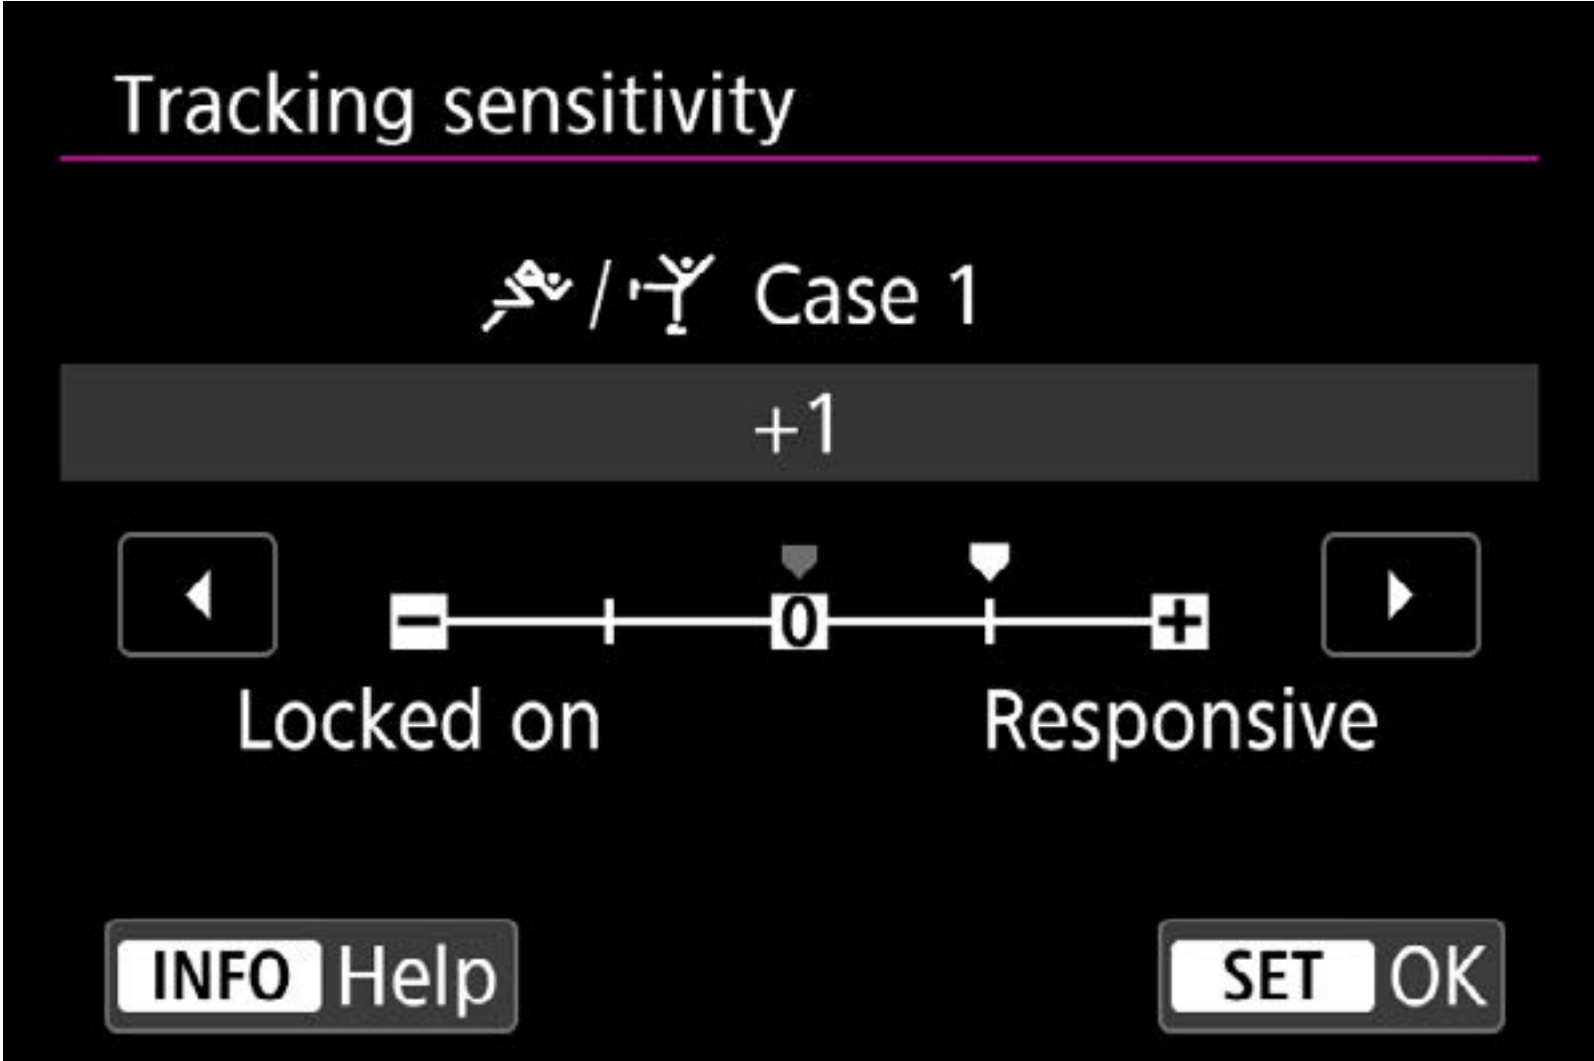 Tracking sensitivity
/ Case 1
+1
- 0 +
Locked on Responsive
INFO Help SET OK